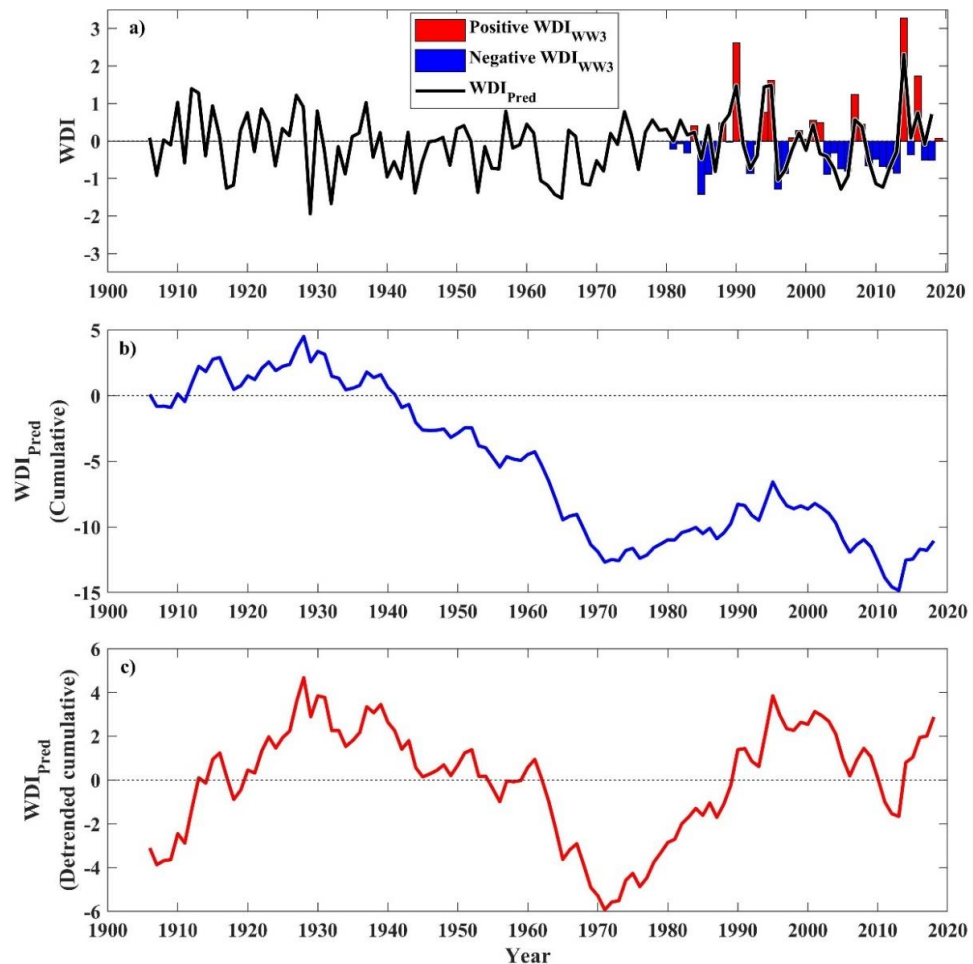 a)
Positive WDI_WW3
Negative WDI_WW3
WDI_Pred
WDI
3
2
1
0
-1
-2
-3
1900 1910 1920 1930 1940 1950 1960 1970 1980 1990 2000 2010 2020
b)
WDI_Pred
(Cumulative)
5
0
-5
-10
-15
1900 1910 1920 1930 1940 1950 1960 1970 1980 1990 2000 2010 2020
c)
WDI_Pred
(Detrended cumulative)
6
4
2
0
-2
-4
-6
1900 1910 1920 1930 1940 1950 1960 1970 1980 1990 2000 2010 2020
Year